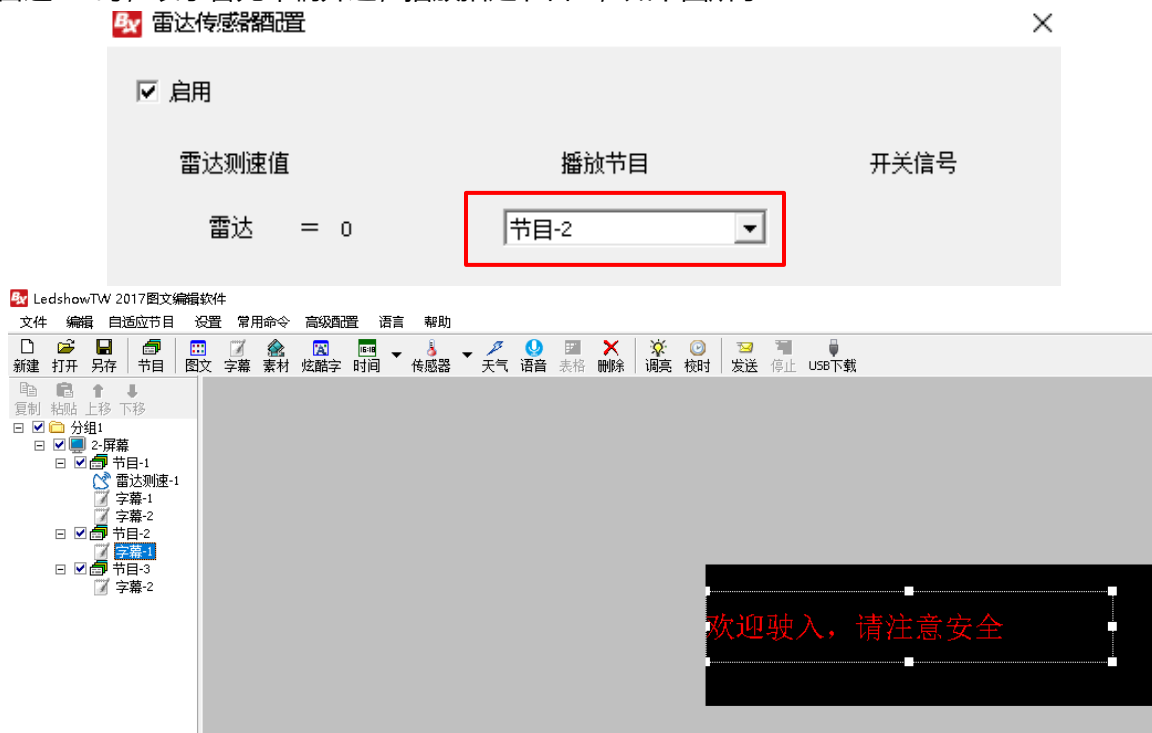 雷达传感器配置
启用
雷达测速值 播放节目 开关信号
雷达 = 0 节目-2
LedshowTW 2017图文编辑软件
文件 编辑 自适应节目 设置 常用命令 高级配置 语言 帮助
新建 打开 另存 节目 图文 字幕 素材 炫酷字 时间 传感器 天气 语音 表格 删除 调亮 校时 发送 停止 USB下载
复制 粘贴 上移 下移
分组1
2-屏幕
节目-1
雷达测速-1
字幕-1
字幕-2
节目-2
字幕-1
欢迎驶入，请注意安全
节目-3
字幕-2